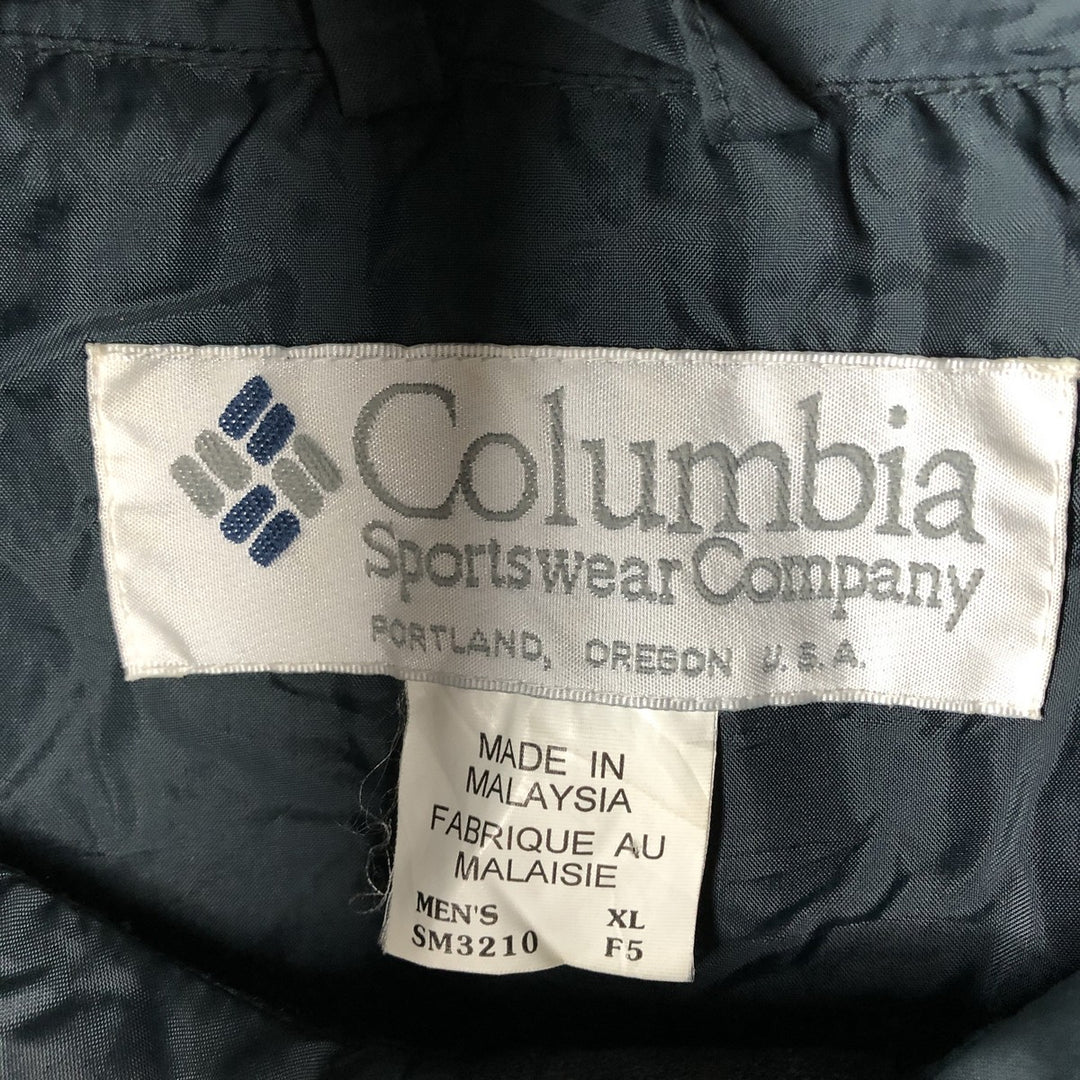 Columbia
Sportswear Company
PORTLAND, OREGON U.S.A.
MADE IN
MALAYSIA
FABRIQUE AU
MALAISIE
MEN'S XL
SM3210 F5